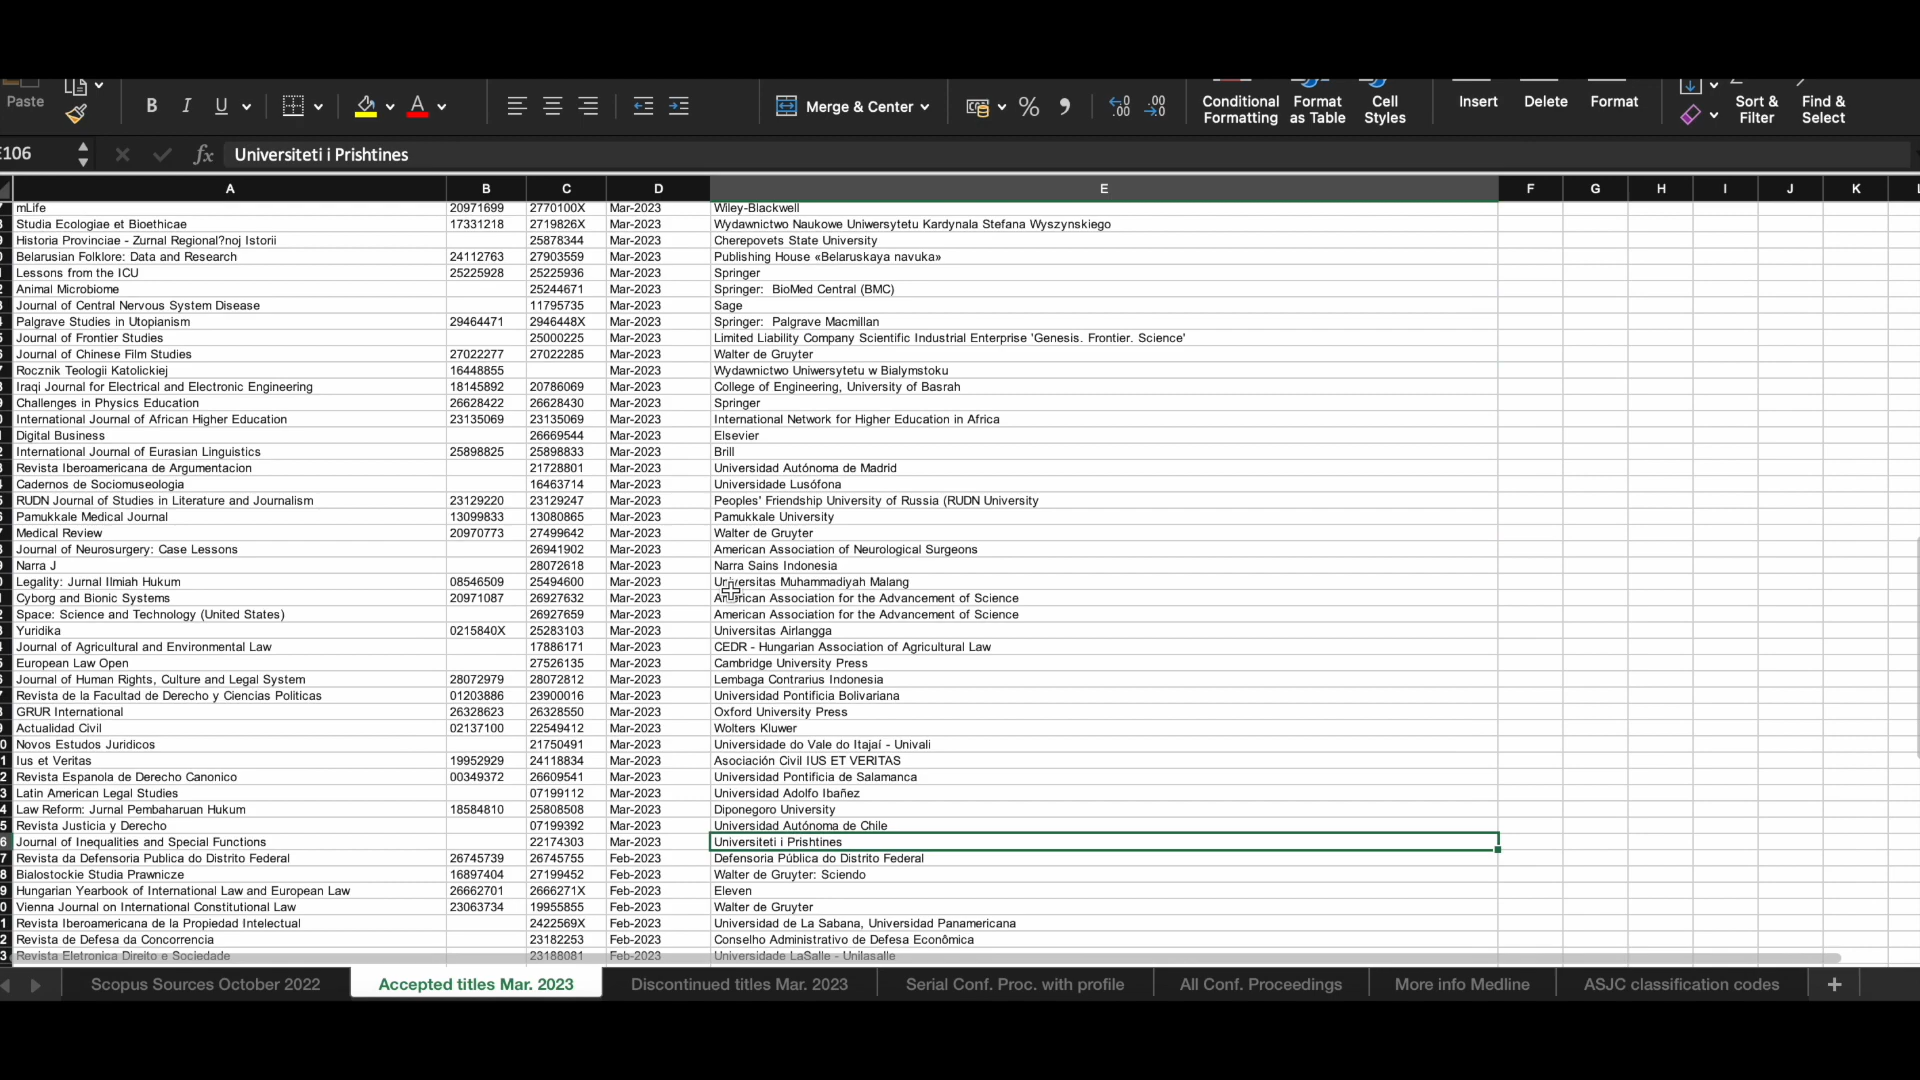 Paste
B I U A Merge & Center % Conditional Formatting Format as Table Cell Styles Insert Delete Format Sort & Filter Find & Select
E106 fx Universiteti i Prishtines
A B C D E F G H I J K
mLife 20971699 2770100X Mar-2023 Wiley-Blackwell
Studia Ecologiae et Bioethicae 17331218 2719826X Mar-2023 Wydawnictwo Naukowe Uniwersytetu Kardynala Stefana Wyszynskiego
Historia Provinciae - Zurnal Regional?noj Istorii 25878344 Mar-2023 Cherepovets State University
Belarusian Folklore: Data and Research 24112763 27903559 Mar-2023 Publishing House «Belaruskaya navuka»
Lessons from the ICU 25225928 25225936 Mar-2023 Springer
Animal Microbiome 25244671 Mar-2023 Springer: BioMed Central (BMC)
Journal of Central Nervous System Disease 11795735 Mar-2023 Sage
Palgrave Studies in Utopianism 29464471 2946448X Mar-2023 Springer: Palgrave Macmillan
Journal of Frontier Studies 25000225 Mar-2023 Limited Liability Company Scientific Industrial Enterprise 'Genesis. Frontier. Science'
Journal of Chinese Film Studies 27022277 27022285 Mar-2023 Walter de Gruyter
Rocznik Teologii Katolickiej 16448855 Mar-2023 Wydawnictwo Uniwersytetu w Bialymstoku
Iraqi Journal for Electrical and Electronic Engineering 18145892 20786069 Mar-2023 College of Engineering, University of Basrah
Challenges in Physics Education 26628422 26628430 Mar-2023 Springer
International Journal of African Higher Education 23135069 23135069 Mar-2023 International Network for Higher Education in Africa
Digital Business 26669544 Mar-2023 Elsevier
International Journal of Eurasian Linguistics 25898825 25898833 Mar-2023 Brill
Revista Iberoamericana de Argumentacion 21728801 Mar-2023 Universidad Autónoma de Madrid
Cadernos de Sociomuseologia 16463714 Mar-2023 Universidade Lusófona
RUDN Journal of Studies in Literature and Journalism 23129220 23129247 Mar-2023 Peoples' Friendship University of Russia (RUDN University
Pamukkale Medical Journal 13099833 13080865 Mar-2023 Pamukkale University
Medical Review 20970773 27499642 Mar-2023 Walter de Gruyter
Journal of Neurosurgery: Case Lessons 26941902 Mar-2023 American Association of Neurological Surgeons
Narra J 28072618 Mar-2023 Narra Sains Indonesia
Legality: Jurnal Ilmiah Hukum 08546509 25494600 Mar-2023 Universitas Muhammadiyah Malang
Cyborg and Bionic Systems 20971087 26927632 Mar-2023 American Association for the Advancement of Science
Space: Science and Technology (United States) 26927659 Mar-2023 American Association for the Advancement of Science
Yuridika 0215840X 25283103 Mar-2023 Universitas Airlangga
Journal of Agricultural and Environmental Law 17886171 Mar-2023 CEDR - Hungarian Association of Agricultural Law
European Law Open 27526135 Mar-2023 Cambridge University Press
Journal of Human Rights, Culture and Legal System 28072979 28072812 Mar-2023 Lembaga Contrarius Indonesia
Revista de la Facultad de Derecho y Ciencias Politicas 01203886 23900016 Mar-2023 Universidad Pontificia Bolivariana
GRUR International 26328623 26328550 Mar-2023 Oxford University Press
Actualidad Civil 02137100 22549412 Mar-2023 Wolters Kluwer
Novos Estudos Juridicos 21750491 Mar-2023 Universidade do Vale do Itajaí - Univali
Ius et Veritas 19952929 24118834 Mar-2023 Asociación Civil IUS ET VERITAS
Revista Espanola de Derecho Canonico 00349372 26609541 Mar-2023 Universidad Pontificia de Salamanca
Latin American Legal Studies 07199112 Mar-2023 Universidad Adolfo Ibañez
Law Reform: Jurnal Pembaharuan Hukum 18584810 25808508 Mar-2023 Diponegoro University
Revista Justicia y Derecho 07199392 Mar-2023 Universidad Autónoma de Chile
Journal of Inequalities and Special Functions 22174303 Mar-2023 Universiteti i Prishtines
Revista da Defensoria Publica do Distrito Federal 26745739 26745755 Feb-2023 Defensoria Pública do Distrito Federal
Bialostockie Studia Prawnicze 16897404 27199452 Feb-2023 Walter de Gruyter: Sciendo
Hungarian Yearbook of International Law and European Law 26662701 2666271X Feb-2023 Eleven
Vienna Journal on International Constitutional Law 23063734 19955855 Feb-2023 Walter de Gruyter
Revista Iberoamericana de la Propiedad Intelectual 2422569X Feb-2023 Universidad de La Sabana, Universidad Panamericana
Revista de Defesa da Concorrencia 23182253 Feb-2023 Conselho Administrativo de Defesa Econômica
Revista Eletronica Direito e Sociedade 23188081 Feb-2023 Universidade LaSalle - Unilasalle
Scopus Sources October 2022 Accepted titles Mar. 2023 Discontinued titles Mar. 2023 Serial Conf. Proc. with profile All Conf. Proceedings More info Medline ASJC classification codes +